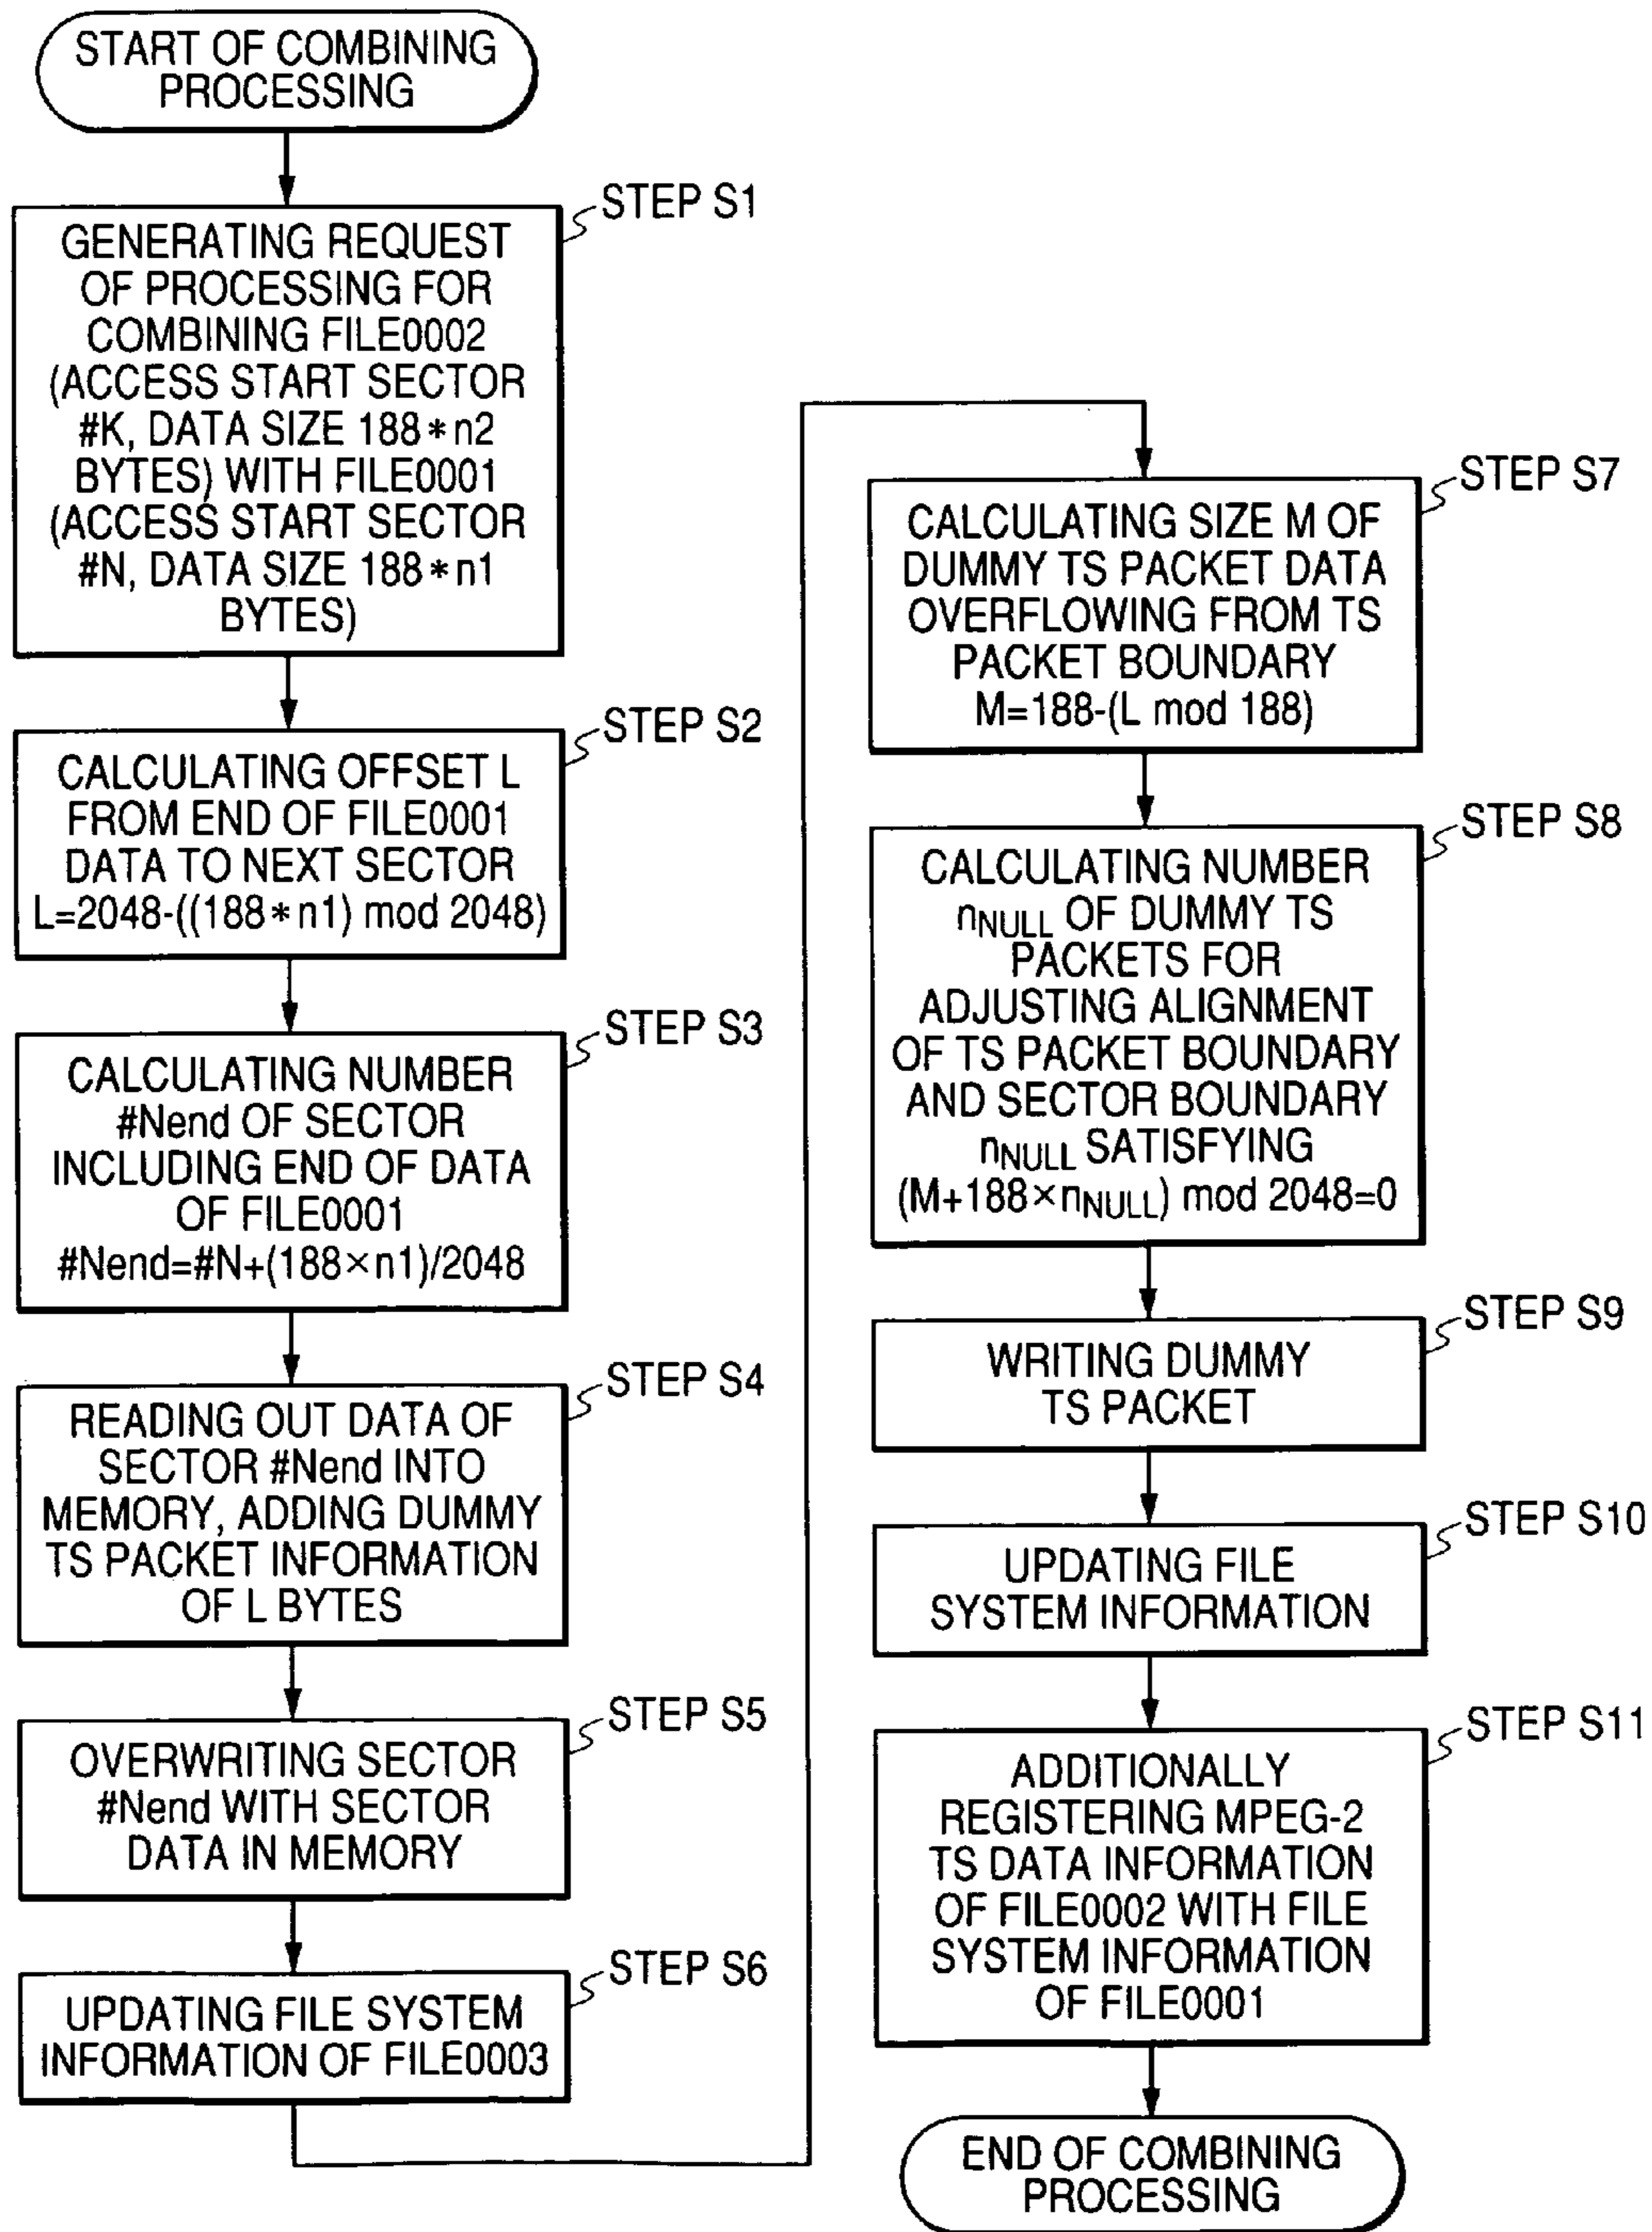 START OF COMBINING
PROCESSING
STEP S1
GENERATING REQUEST
OF PROCESSING FOR
COMBINING FILE0002
(ACCESS START SECTOR
#K, DATA SIZE 188*n2
BYTES) WITH FILE0001
(ACCESS START SECTOR
#N, DATA SIZE 188*n1
BYTES)
STEP S2
CALCULATING OFFSET L
FROM END OF FILE0001
DATA TO NEXT SECTOR
L=2048-((188*n1) mod 2048)
STEP S3
CALCULATING NUMBER
#Nend OF SECTOR
INCLUDING END OF DATA
OF FILE0001
#Nend=#N+(188×n1)/2048
STEP S4
READING OUT DATA OF
SECTOR #Nend INTO
MEMORY, ADDING DUMMY
TS PACKET INFORMATION
OF L BYTES
STEP S5
OVERWRITING SECTOR
#Nend WITH SECTOR
DATA IN MEMORY
STEP S6
UPDATING FILE SYSTEM
INFORMATION OF FILE0003
STEP S7
CALCULATING SIZE M OF
DUMMY TS PACKET DATA
OVERFLOWING FROM TS
PACKET BOUNDARY
M=188-(L mod 188)
STEP S8
CALCULATING NUMBER
nNULL OF DUMMY TS
PACKETS FOR
ADJUSTING ALIGNMENT
OF TS PACKET BOUNDARY
AND SECTOR BOUNDARY
nNULL SATISFYING
(M+188×nNULL) mod 2048=0
STEP S9
WRITING DUMMY
TS PACKET
STEP S10
UPDATING FILE
SYSTEM INFORMATION
STEP S11
ADDITIONALLY
REGISTERING MPEG-2
TS DATA INFORMATION
OF FILE0002 WITH FILE
SYSTEM INFORMATION
OF FILE0001
END OF COMBINING
PROCESSING